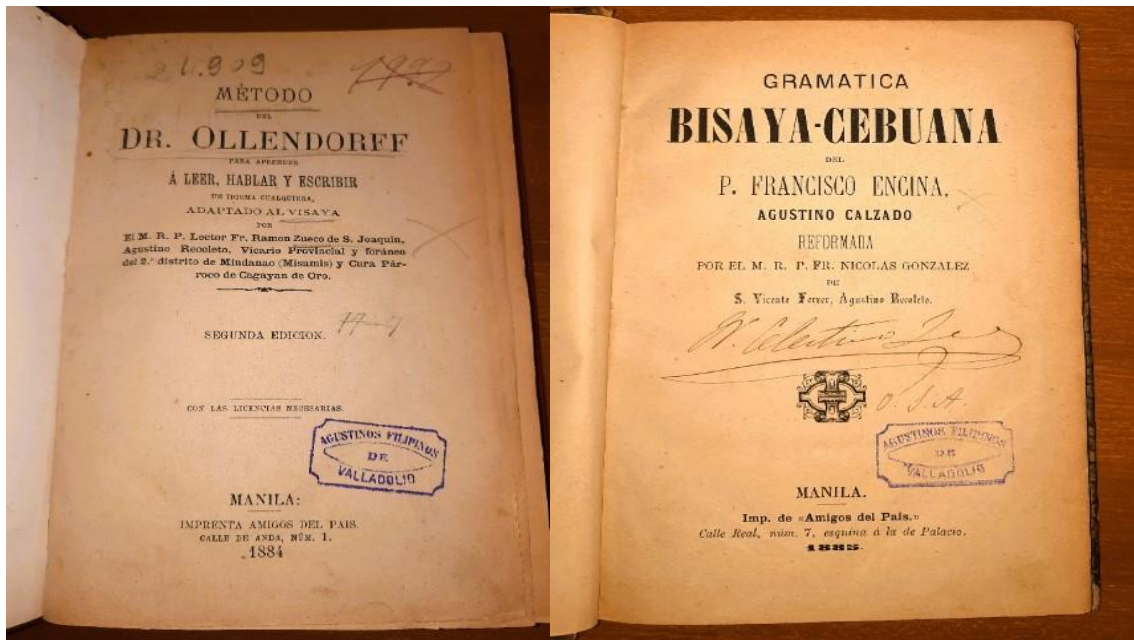 24.909
MÉTODO
DEL
DR. OLLENDORFF
PARA APRENDER
Á LEER, HABLAR Y ESCRIBIR
UN IDIOMA CUALQUIERA,
ADAPTADO AL VISAYA
POR
El M. R. P. Lector Fr. Ramon Zueco de S. Joaquin,
Agustino Recoleto, Vicario Provincial y foráneo
del 2.º distrito de Mindanao (Misamis) y Cura Pár-
roco de Cagayan de Oro.
SEGUNDA EDICION.
CON LAS LICENCIAS NECESARIAS.
AGUSTINOS FILIPINOS
DE
VALLADOLID
MANILA:
IMPRENTA AMIGOS DEL PAIS.
CALLE DE ANDA, NÚM. 1.
1884
GRAMATICA
BISAYA-CEBUANA
DEL
P. FRANCISCO ENCINA,
AGUSTINO CALZADO
REFORMADA
POR EL M. R. P. FR. NICOLAS GONZALEZ
DE
S. Vicente Ferrer, Agustino Recoleto.
O.S.A.
AGUSTINOS FILIPINOS
DE
VALLADOLID
MANILA.
Imp. de «Amigos del País,»
Calle Real, núm. 7, esquina á la de Palacio.